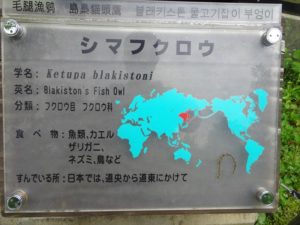 毛腿漁鴞 島梟貓頭鷹 블래키스톤 물고기잡이 부엉이
シマフクロウ
学名： Ketupa blakistoni
英名： Blakiston's Fish Owl
分類： フクロウ目 フクロウ科
食べ物： 魚類、カエル
ザリガニ、
ネズミ、鳥など
すんでいる所：日本では、道央から道東にかけて